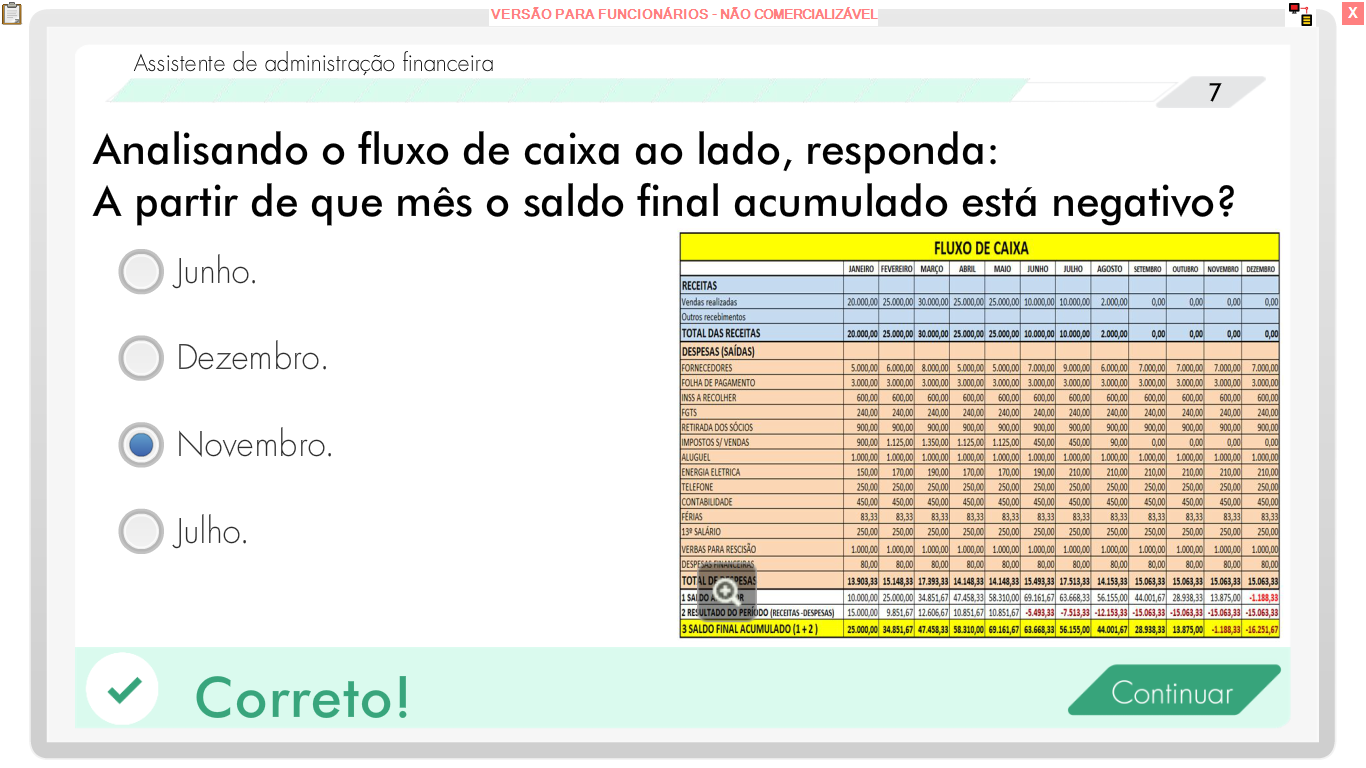 VERSÃO PARA FUNCIONÁRIOS - NÃO COMERCIALIZÁVEL
X
Assistente de administração financeira
7
Analisando o fluxo de caixa ao lado, responda:
A partir de que mês o saldo final acumulado está negativo?
Junho.
Dezembro.
Novembro.
Julho.
FLUXO DE CAIXA
JANEIRO FEVEREIRO MARÇO ABRIL MAIO JUNHO JULHO AGOSTO SETEMBRO OUTUBRO NOVEMBRO DEZEMBRO
RECEITAS
Vendas realizadas 20.000,00 25.000,00 30.000,00 25.000,00 25.000,00 10.000,00 10.000,00 2.000,00 0,00 0,00 0,00 0,00
Outros recebimentos
TOTAL DAS RECEITAS 20.000,00 25.000,00 30.000,00 25.000,00 25.000,00 10.000,00 10.000,00 2.000,00 0,00 0,00 0,00 0,00
DESPESAS (SAÍDAS)
FORNECEDORES 5.000,00 6.000,00 8.000,00 5.000,00 5.000,00 7.000,00 9.000,00 6.000,00 7.000,00 7.000,00 7.000,00 7.000,00
FOLHA DE PAGAMENTO 3.000,00 3.000,00 3.000,00 3.000,00 3.000,00 3.000,00 3.000,00 3.000,00 3.000,00 3.000,00 3.000,00 3.000,00
INSS A RECOLHER 600,00 600,00 600,00 600,00 600,00 600,00 600,00 600,00 600,00 600,00 600,00 600,00
FGTS 240,00 240,00 240,00 240,00 240,00 240,00 240,00 240,00 240,00 240,00 240,00 240,00
RETIRADA DOS SÓCIOS 900,00 900,00 900,00 900,00 900,00 900,00 900,00 900,00 900,00 900,00 900,00 900,00
IMPOSTOS S/ VENDAS 900,00 1.125,00 1.350,00 1.125,00 1.125,00 450,00 450,00 90,00 0,00 0,00 0,00 0,00
ALUGUEL 1.000,00 1.000,00 1.000,00 1.000,00 1.000,00 1.000,00 1.000,00 1.000,00 1.000,00 1.000,00 1.000,00 1.000,00
ENERGIA ELETRICA 150,00 170,00 190,00 170,00 170,00 190,00 210,00 210,00 210,00 210,00 210,00 210,00
TELEFONE 250,00 250,00 250,00 250,00 250,00 250,00 250,00 250,00 250,00 250,00 250,00 250,00
CONTABILIDADE 450,00 450,00 450,00 450,00 450,00 450,00 450,00 450,00 450,00 450,00 450,00 450,00
FÉRIAS 83,33 83,33 83,33 83,33 83,33 83,33 83,33 83,33 83,33 83,33 83,33 83,33
13º SALÁRIO 250,00 250,00 250,00 250,00 250,00 250,00 250,00 250,00 250,00 250,00 250,00 250,00
VERBAS PARA RESCISÃO 1.000,00 1.000,00 1.000,00 1.000,00 1.000,00 1.000,00 1.000,00 1.000,00 1.000,00 1.000,00 1.000,00 1.000,00
DESPESAS FINANCEIRAS 80,00 80,00 80,00 80,00 80,00 80,00 80,00 80,00 80,00 80,00 80,00 80,00
TOTAL DE DESPESAS 13.903,33 15.148,33 17.393,33 14.148,33 14.148,33 15.493,33 17.513,33 14.153,33 15.063,33 15.063,33 15.063,33 15.063,33
1 SALDO 10.000,00 25.000,00 34.851,67 47.458,33 58.310,00 69.161,67 63.668,33 56.155,00 44.001,67 28.938,33 13.875,00 -1.188,33
2 RESULTADO DO PERÍODO (RECEITAS -DESPESAS) 15.000,00 9.851,67 12.606,67 10.851,67 10.851,67 -5.493,33 -7.513,33 -12.153,33 -15.063,33 -15.063,33 -15.063,33 -15.063,33
3 SALDO FINAL ACUMULADO (1 + 2 ) 25.000,00 34.851,67 47.458,33 58.310,00 69.161,67 63.668,33 56.155,00 44.001,67 28.938,33 13.875,00 -1.188,33 -16.251,67
Correto!
Continuar